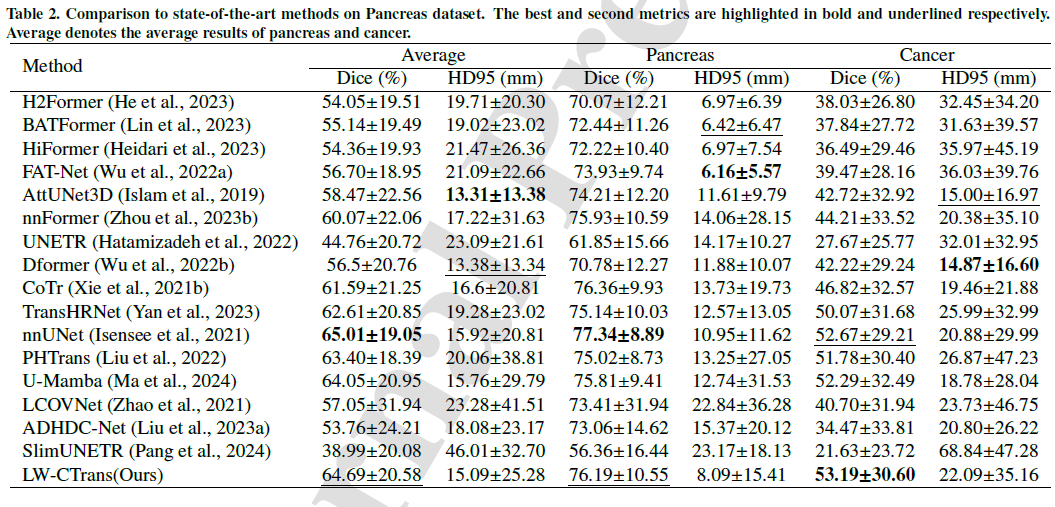 Table 2. Comparison to state-of-the-art methods on Pancreas dataset. The best and second metrics are highlighted in bold and underlined respectively.
Average denotes the average results of pancreas and cancer.
Method Average Pancreas Cancer
Dice (%) HD95 (mm) Dice (%) HD95 (mm) Dice (%) HD95 (mm)
H2Former (He et al., 2023) 54.05±19.51 19.71±20.30 70.07±12.21 6.97±6.39 38.03±26.80 32.45±34.20
BATFormer (Lin et al., 2023) 55.14±19.49 19.02±23.02 72.44±11.26 6.42±6.47 37.84±27.72 31.63±39.57
HiFormer (Heidari et al., 2023) 54.36±19.93 21.47±26.36 72.22±10.40 6.97±7.54 36.49±29.46 35.97±45.19
FAT-Net (Wu et al., 2022a) 56.70±18.95 21.09±22.66 73.93±9.74 6.16±5.57 39.47±28.16 36.03±39.76
AttUNet3D (Islam et al., 2019) 58.47±22.56 13.31±13.38 74.21±12.20 11.61±9.79 42.72±32.92 15.00±16.97
nnFormer (Zhou et al., 2023b) 60.07±22.06 17.22±31.63 75.93±10.59 14.06±28.15 44.21±33.52 20.38±35.10
UNETR (Hatamizadeh et al., 2022) 44.76±20.72 23.09±21.61 61.85±15.66 14.17±10.27 27.67±25.77 32.01±32.95
Dformer (Wu et al., 2022b) 56.5±20.76 13.38±13.34 70.78±12.27 11.88±10.07 42.22±29.24 14.87±16.60
CoTr (Xie et al., 2021b) 61.59±21.25 16.6±20.81 76.36±9.93 13.73±19.73 46.82±32.57 19.46±21.88
TransHRNet (Yan et al., 2023) 62.61±20.85 19.28±23.02 75.14±10.03 12.57±13.05 50.07±31.68 25.99±32.99
nnUNet (Isensee et al., 2021) 65.01±19.05 15.92±20.81 77.34±8.89 10.95±11.62 52.67±29.21 20.88±29.99
PHTrans (Liu et al., 2022) 63.40±18.39 20.06±38.81 75.02±8.73 13.25±27.05 51.78±30.40 26.87±47.23
U-Mamba (Ma et al., 2024) 64.05±20.95 15.76±29.79 75.81±9.41 12.74±31.53 52.29±32.49 18.78±28.04
LCOVNet (Zhao et al., 2021) 57.05±31.94 23.28±41.51 73.41±31.94 22.84±36.28 40.70±31.94 23.73±46.75
ADHDC-Net (Liu et al., 2023a) 53.76±24.21 18.08±23.17 73.06±14.62 15.37±20.12 34.47±33.81 20.80±26.22
SlimUNETR (Pang et al., 2024) 38.99±20.08 46.01±32.70 56.36±16.44 23.17±18.13 21.63±23.72 68.84±47.28
LW-CTrans(Ours) 64.69±20.58 15.09±25.28 76.19±10.55 8.09±15.41 53.19±30.60 22.09±35.16